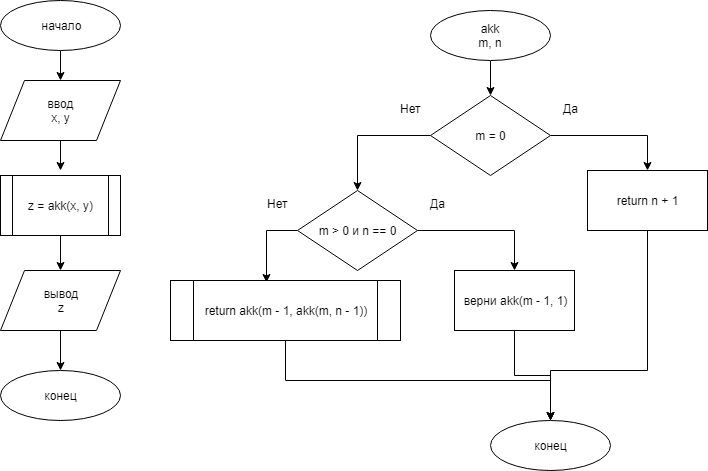 начало
ввод
x, y
z = akk(x, y)
вывод
z
конец
akk
m, n
Нет
Да
m = 0
return n + 1
Нет
Да
m > 0 и n == 0
return akk(m - 1, akk(m, n - 1))
верни akk(m - 1, 1)
конец